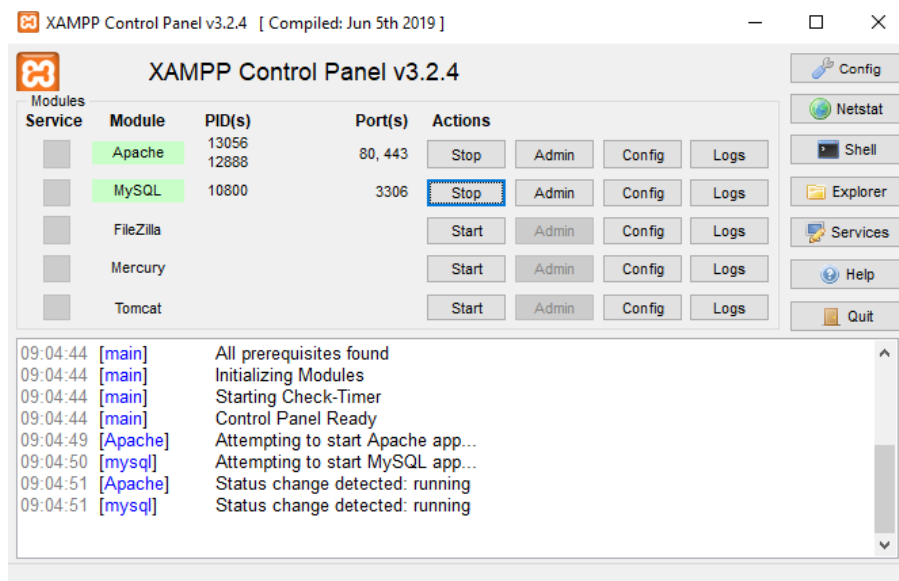 XAMPP Control Panel v3.2.4 [ Compiled: Jun 5th 2019 ]
XAMPP Control Panel v3.2.4
Config
Modules
Service Module PID(s) Port(s) Actions
Netstat
Apache 13056 12888 80, 443 Stop Admin Config Logs
Shell
MySQL 10800 3306 Stop Admin Config Logs
Explorer
FileZilla Start Admin Config Logs
Services
Mercury Start Admin Config Logs
Help
Tomcat Start Admin Config Logs
Quit
09:04:44 [main] All prerequisites found
09:04:44 [main] Initializing Modules
09:04:44 [main] Starting Check-Timer
09:04:44 [main] Control Panel Ready
09:04:49 [Apache] Attempting to start Apache app...
09:04:50 [mysql] Attempting to start MySQL app...
09:04:51 [Apache] Status change detected: running
09:04:51 [mysql] Status change detected: running